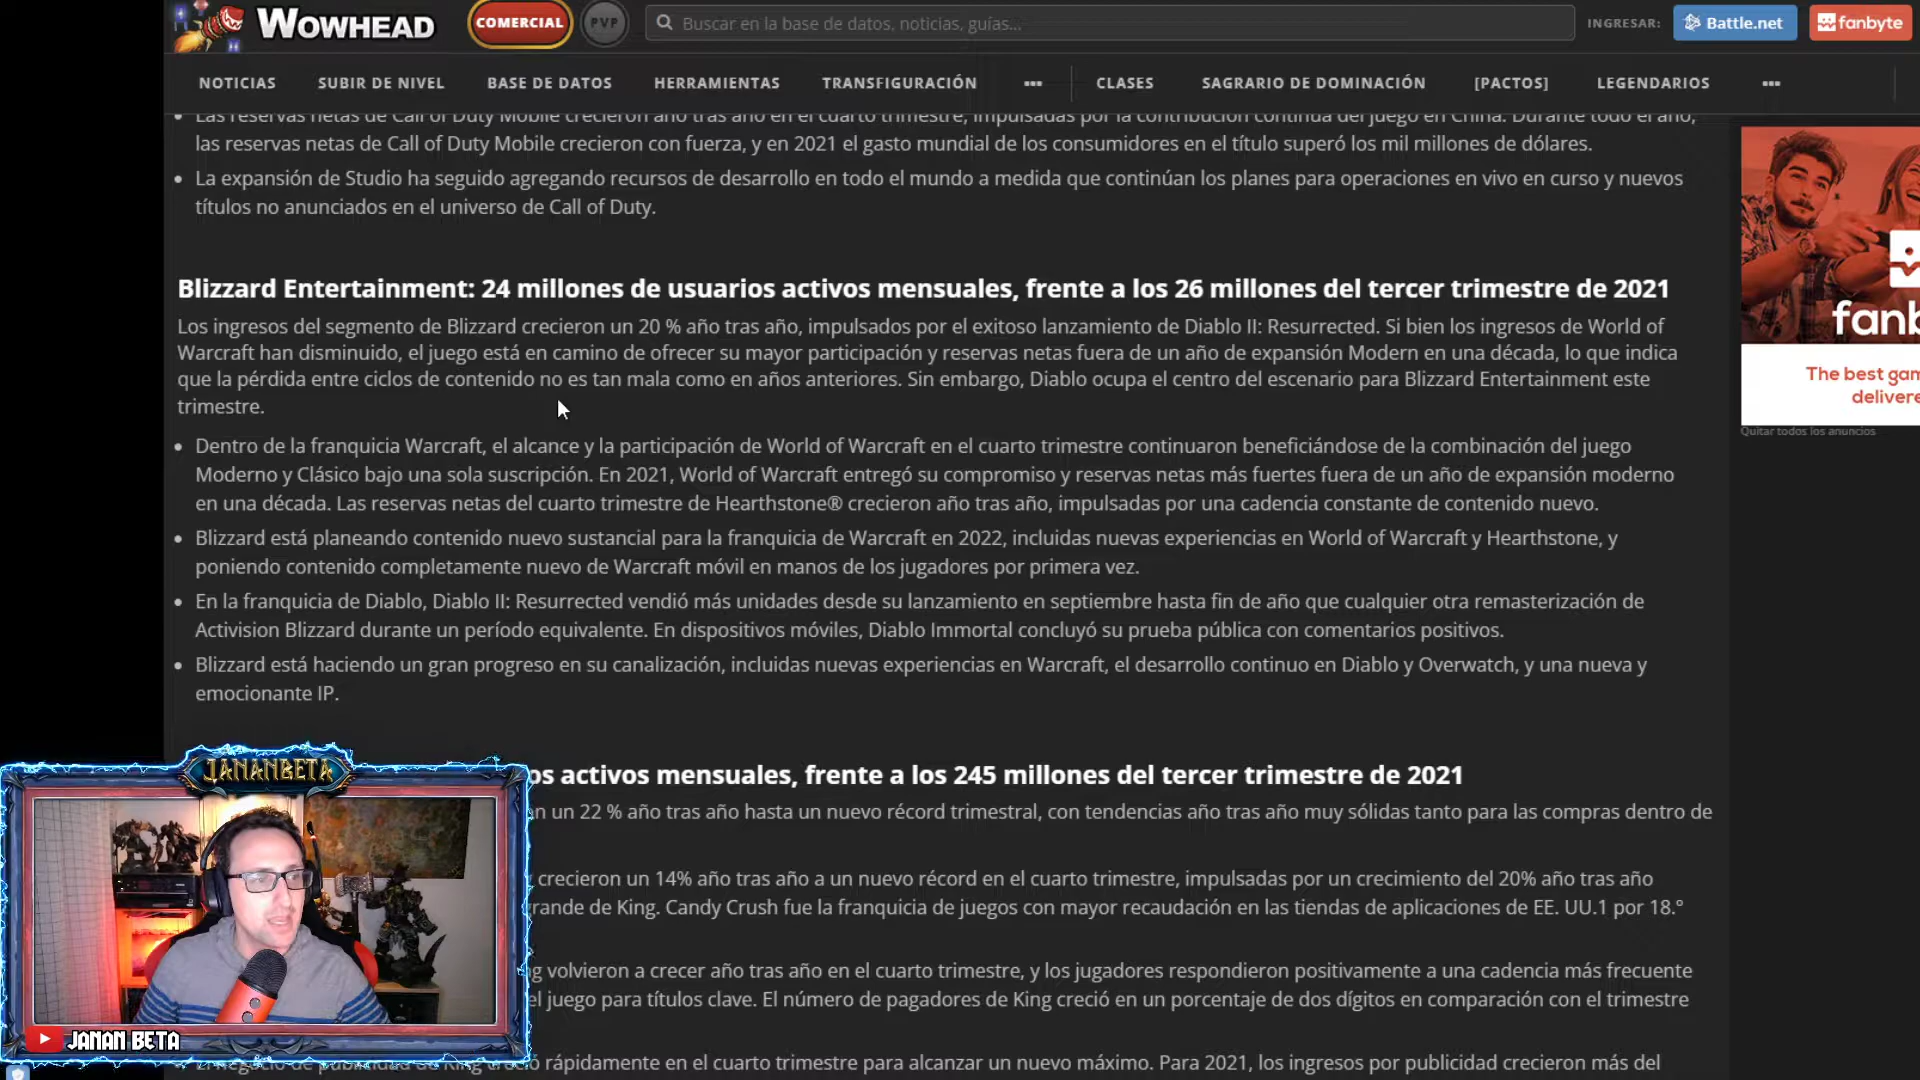 WOWHEAD
COMERCIAL
PVP
Buscar en la base de datos, noticias, guías...
INGRESAR:
Battle.net
fanbyte
NOTICIAS SUBIR DE NIVEL BASE DE DATOS HERRAMIENTAS TRANSFIGURACIÓN ••• CLASES SAGRARIO DE DOMINACIÓN [PACTOS] LEGENDARIOS •••
Las reservas netas de Call of Duty Mobile crecieron año tras año en el cuarto trimestre, impulsadas por la contribución continua del juego en China. Durante todo el año,
las reservas netas de Call of Duty Mobile crecieron con fuerza, y en 2021 el gasto mundial de los consumidores en el título superó los mil millones de dólares.
La expansión de Studio ha seguido agregando recursos de desarrollo en todo el mundo a medida que continúan los planes para operaciones en vivo en curso y nuevos
títulos no anunciados en el universo de Call of Duty.
Blizzard Entertainment: 24 millones de usuarios activos mensuales, frente a los 26 millones del tercer trimestre de 2021
Los ingresos del segmento de Blizzard crecieron un 20 % año tras año, impulsados por el exitoso lanzamiento de Diablo II: Resurrected. Si bien los ingresos de World of
Warcraft han disminuido, el juego está en camino de ofrecer su mayor participación y reservas netas fuera de un año de expansión Modern en una década, lo que indica
que la pérdida entre ciclos de contenido no es tan mala como en años anteriores. Sin embargo, Diablo ocupa el centro del escenario para Blizzard Entertainment este
trimestre.
Dentro de la franquicia Warcraft, el alcance y la participación de World of Warcraft en el cuarto trimestre continuaron beneficiándose de la combinación del juego
Moderno y Clásico bajo una sola suscripción. En 2021, World of Warcraft entregó su compromiso y reservas netas más fuertes fuera de un año de expansión moderno
en una década. Las reservas netas del cuarto trimestre de Hearthstone® crecieron año tras año, impulsadas por una cadencia constante de contenido nuevo.
Blizzard está planeando contenido nuevo sustancial para la franquicia de Warcraft en 2022, incluidas nuevas experiencias en World of Warcraft y Hearthstone, y
poniendo contenido completamente nuevo de Warcraft móvil en manos de los jugadores por primera vez.
En la franquicia de Diablo, Diablo II: Resurrected vendió más unidades desde su lanzamiento en septiembre hasta fin de año que cualquier otra remasterización de
Activision Blizzard durante un período equivalente. En dispositivos móviles, Diablo Immortal concluyó su prueba pública con comentarios positivos.
Blizzard está haciendo un gran progreso en su canalización, incluidas nuevas experiencias en Warcraft, el desarrollo continuo en Diablo y Overwatch, y una nueva y
emocionante IP.
os activos mensuales, frente a los 245 millones del tercer trimestre de 2021
un 22 % año tras año hasta un nuevo récord trimestral, con tendencias año tras año muy sólidas tanto para las compras dentro de
crecieron un 14% año tras año a un nuevo récord en el cuarto trimestre, impulsadas por un crecimiento del 20% año tras año
rande de King. Candy Crush fue la franquicia de juegos con mayor recaudación en las tiendas de aplicaciones de EE. UU.1 por 18.°
volvieron a crecer año tras año en el cuarto trimestre, y los jugadores respondieron positivamente a una cadencia más frecuente
el juego para títulos clave. El número de pagadores de King creció en un porcentaje de dos dígitos en comparación con el trimestre
rápidamente en el cuarto trimestre para alcanzar un nuevo máximo. Para 2021, los ingresos por publicidad crecieron más del
fanb
The best gam
delivere
Quitar todos los anuncios
JANANBETA
JANAN BETA